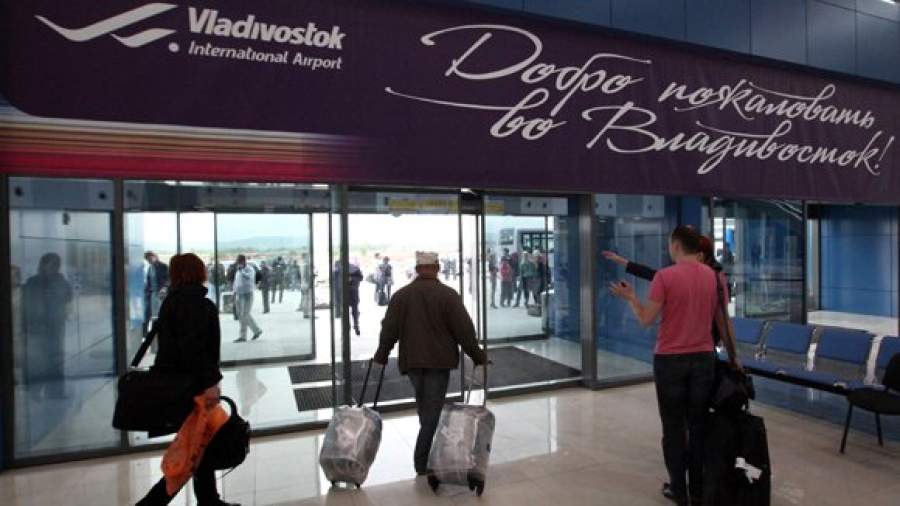 Vladivostok
International Airport
Добро пожаловать
во Владивосток!